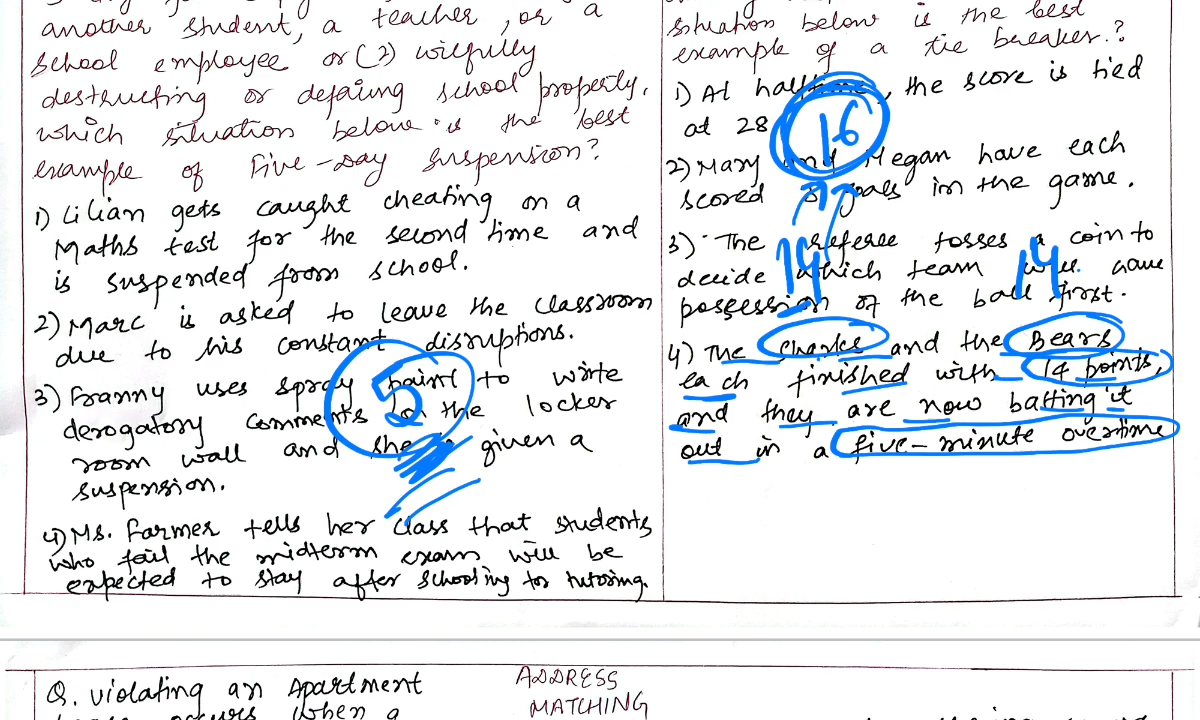 another student, a teacher, or a
school employee or (2) wilfully
destructing or defacing school property.
which situation below is the best
example of Five-Day suspension?
1) Lilian gets caught cheating on a
Maths test for the second time and
is suspended from school.
2) Marc is asked to leave the classroom
due to his constant disruptions.
3) Franny uses spray paint to write
derogatory comments on the locker
room wall and she is given a
suspension.
4) Ms. Farmer tells her class that students
who fail the midterm exam will be
expected to stay after schooling for tutoring.
5
situation below is the best
example of a tie breaker.?
1) At halftime, the score is tied
at 28
2) Mary and Megan have each
scored goals in the game.
3) The referee tosses a coin to
decide which team will have
possession of the ball first.
4) The Sharks and the Bears
each finished with 14 points,
and they are now batting it
out in a five-minute overtime
16
14
14
Q. violating an Apartment
when a
ADDRESS
MATCHING